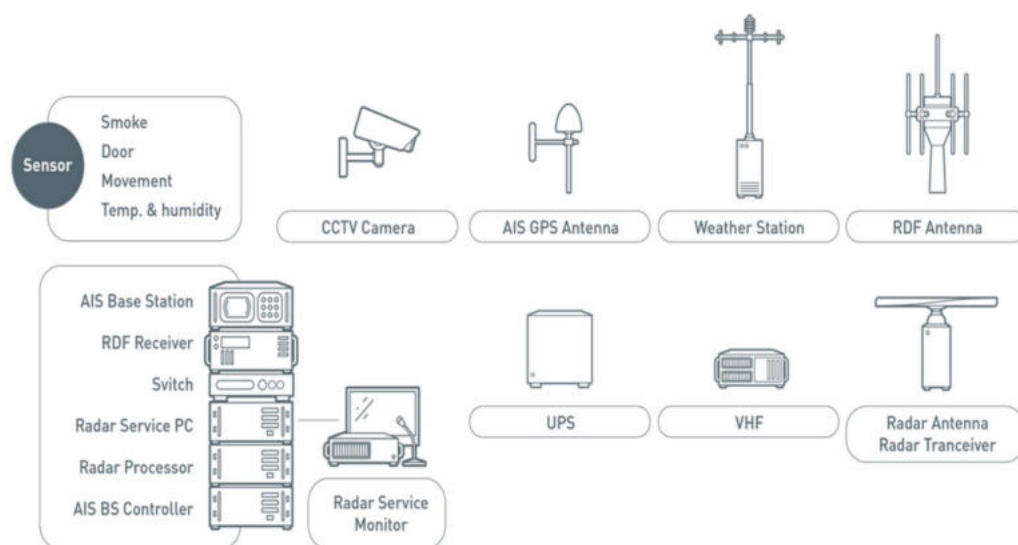 Sensor
Smoke
Door
Movement
Temp. & humidity
CCTV Camera
AIS GPS Antenna
Weather Station
RDF Antenna
AIS Base Station
RDF Receiver
Svitch
Radar Service PC
Radar Processor
AIS BS Controller
Radar Service
Monitor
UPS
VHF
Radar Antenna
Radar Tranceiver